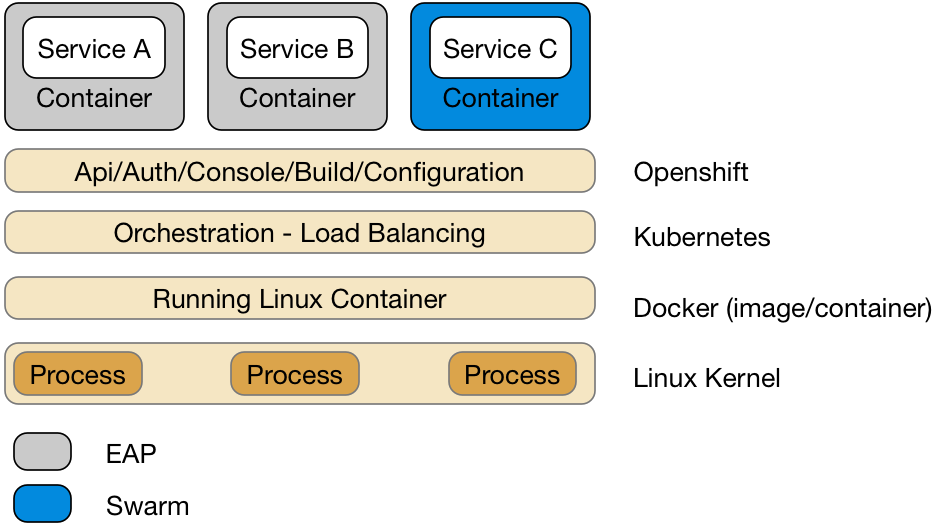 Service A
Service B
Service C
Container
Container
Container
Api/Auth/Console/Build/Configuration
Openshift
Orchestration - Load Balancing
Kubernetes
Running Linux Container
Docker (image/container)
Process
Process
Process
Linux Kernel
EAP
Swarm